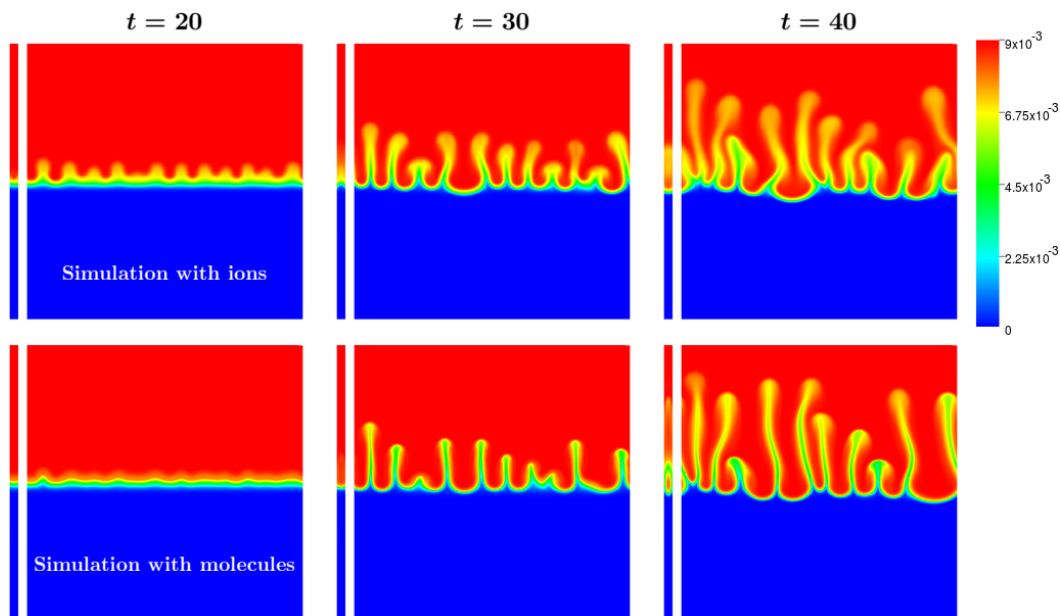 t = 20
t = 30
t = 40
9x10^-3
6.75x10^-3
4.5x10^-3
2.25x10^-3
0
Simulation with ions
Simulation with molecules